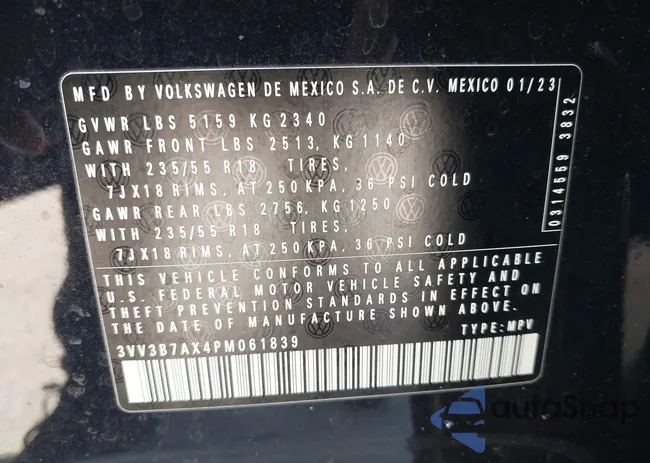 MFD BY VOLKSWAGEN DE MEXICO S.A. DE C.V. MEXICO 01/23
GVWR LBS 5159 KG 2340
GAWR FRONT LBS 2513, KG 1140
WITH 235/55 R18 TIRES,
7JX18 RIMS, AT 250 KPA, 36 PSI COLD
GAWR REAR LBS 2756, KG 1250
WITH 235/55 R18 TIRES,
7JX18 RIMS, AT 250 KPA, 36 PSI COLD
THIS VEHICLE CONFORMS TO ALL APPLICABLE
U.S. FEDERAL MOTOR VEHICLE SAFETY AND
THEFT PREVENTION STANDARDS IN EFFECT ON
THE DATE OF MANUFACTURE SHOWN ABOVE.
3VV3B7AX4PM061839 TYPE: MPV
0314559 3832
autoSnap